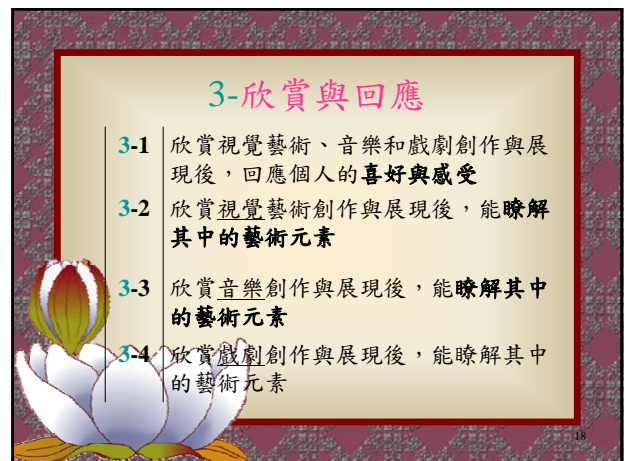 3-欣賞與回應
3-1 欣賞視覺藝術、音樂和戲劇創作與展
現後，回應個人的喜好與感受
3-2 欣賞視覺藝術創作與展現後，能瞭解
其中的藝術元素
3-3 欣賞音樂創作與展現後，能瞭解其中
的藝術元素
3-4 欣賞戲劇創作與展現後，能瞭解其中
的藝術元素
18